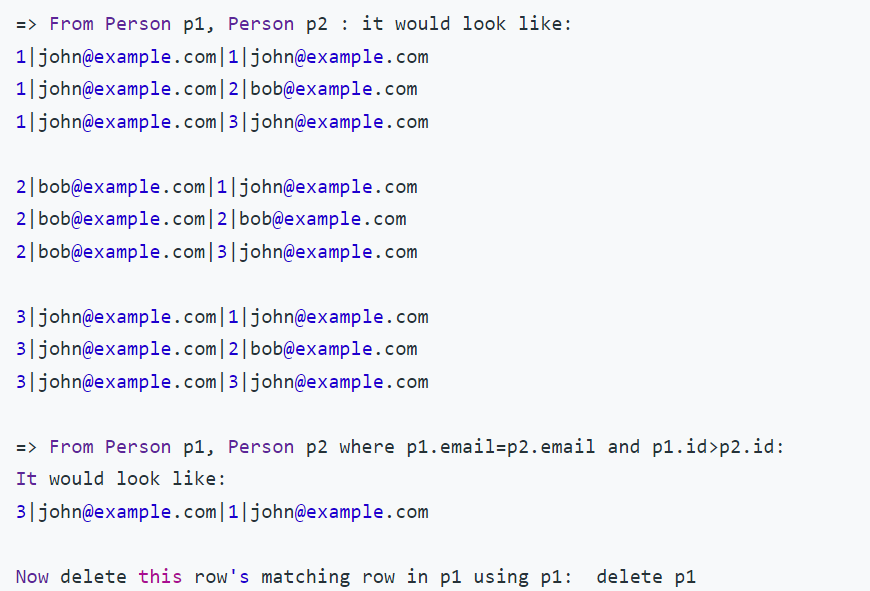 => From Person p1, Person p2 : it would look like:
1|john@example.com|1|john@example.com
1|john@example.com|2|bob@example.com
1|john@example.com|3|john@example.com
2|bob@example.com|1|john@example.com
2|bob@example.com|2|bob@example.com
2|bob@example.com|3|john@example.com
3|john@example.com|1|john@example.com
3|john@example.com|2|bob@example.com
3|john@example.com|3|john@example.com
=> From Person p1, Person p2 where p1.email=p2.email and p1.id>p2.id:
It would look like:
3|john@example.com|1|john@example.com
Now delete this row's matching row in p1 using p1:  delete p1